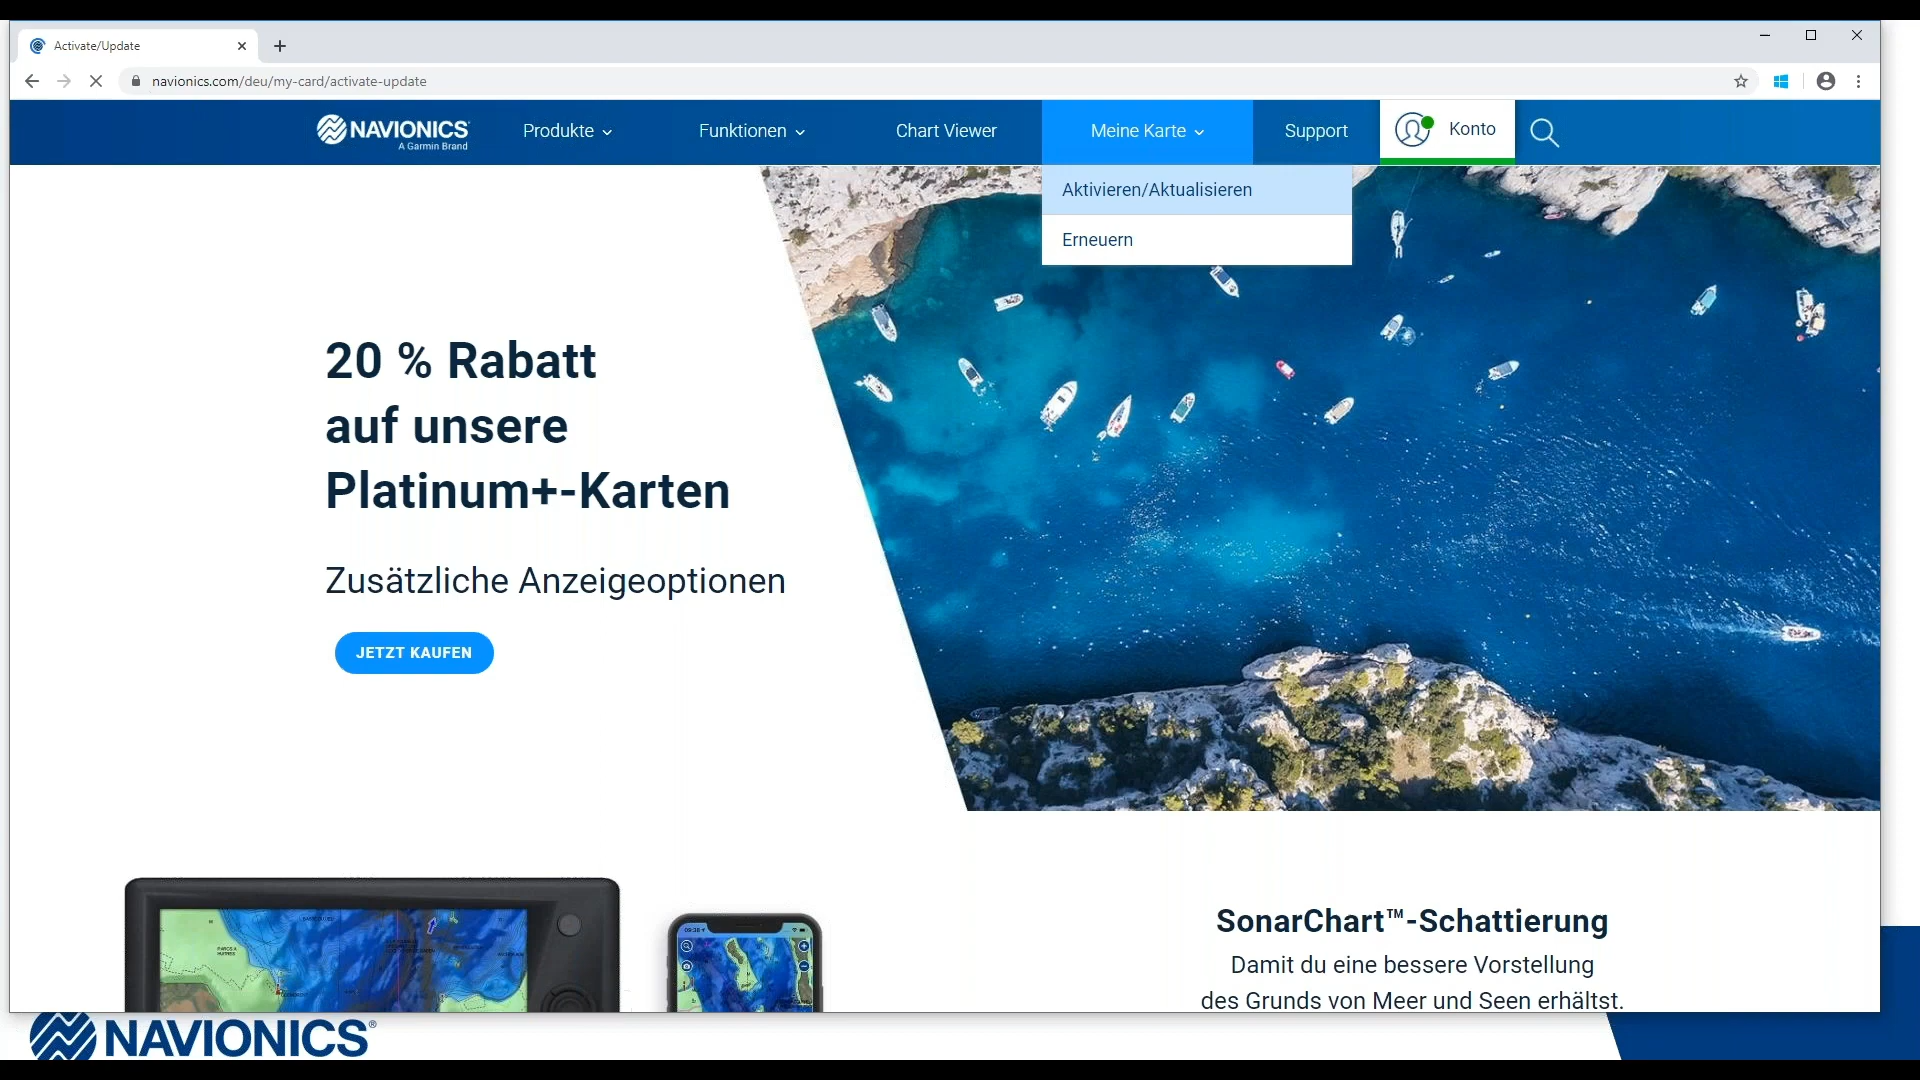 Activate/Update
navionics.com/deu/my-card/activate-update
NAVIONICS
A Garmin Brand
Produkte
Funktionen
Chart Viewer
Meine Karte
Support
Konto
Aktivieren/Aktualisieren
Erneuern
20 % Rabatt
auf unsere
Platinum+-Karten
Zusätzliche Anzeigeoptionen
JETZT KAUFEN
09:38
SonarChart™-Schattierung
Damit du eine bessere Vorstellung
des Grunds von Meer und Seen erhältst.
NAVIONICS®